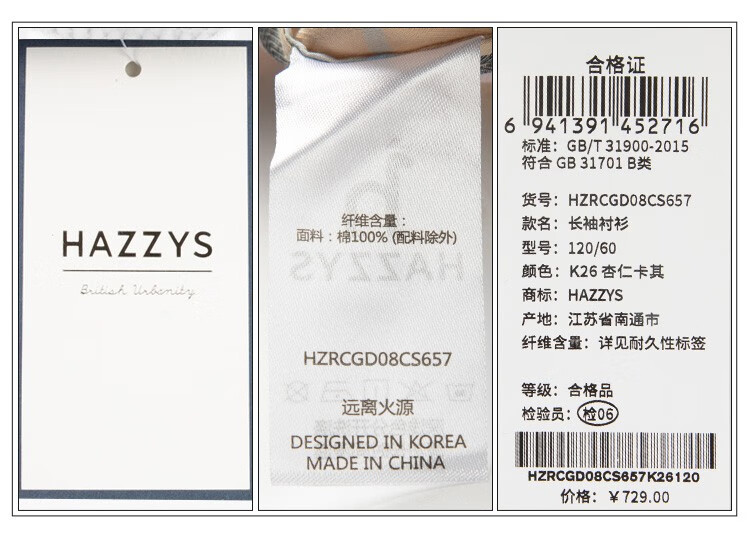 HAZZYS
British Urbanity
纤维含量：
面料：棉100% (配料除外)
HZRCGD08CS657
远离火源
DESIGNED IN KOREA
MADE IN CHINA
合格证
6 941391 452716
标准：GB/T 31900-2015
符合 GB 31701 B类
货号：HZRCGD08CS657
款名：长袖衬衫
型号：120/60
颜色：K26 杏仁卡其
商标：HAZZYS
产地：江苏省南通市
纤维含量：详见耐久性标签
等级：合格品
检验员：检06
HZRCGD08CS657K26120
价格：￥729.00